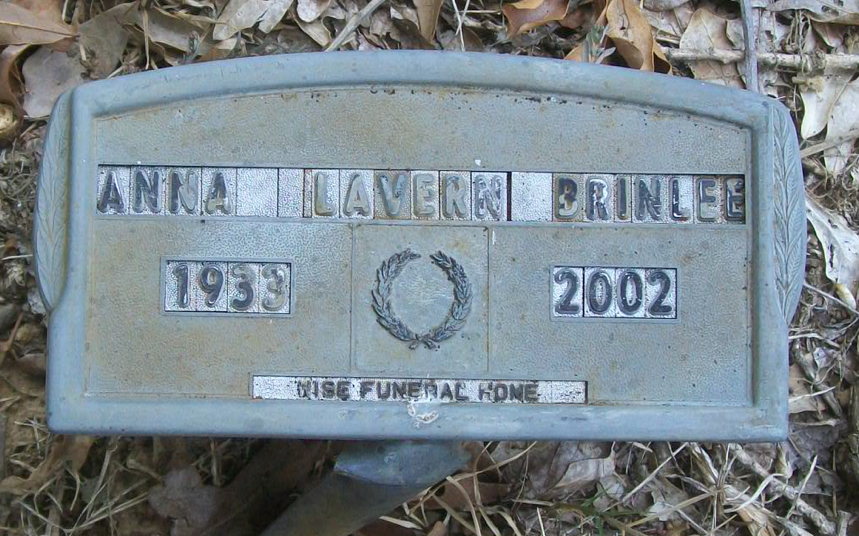 ANNA LAVERN BRINLEE
1933 2002
WISE FUNERAL HOME